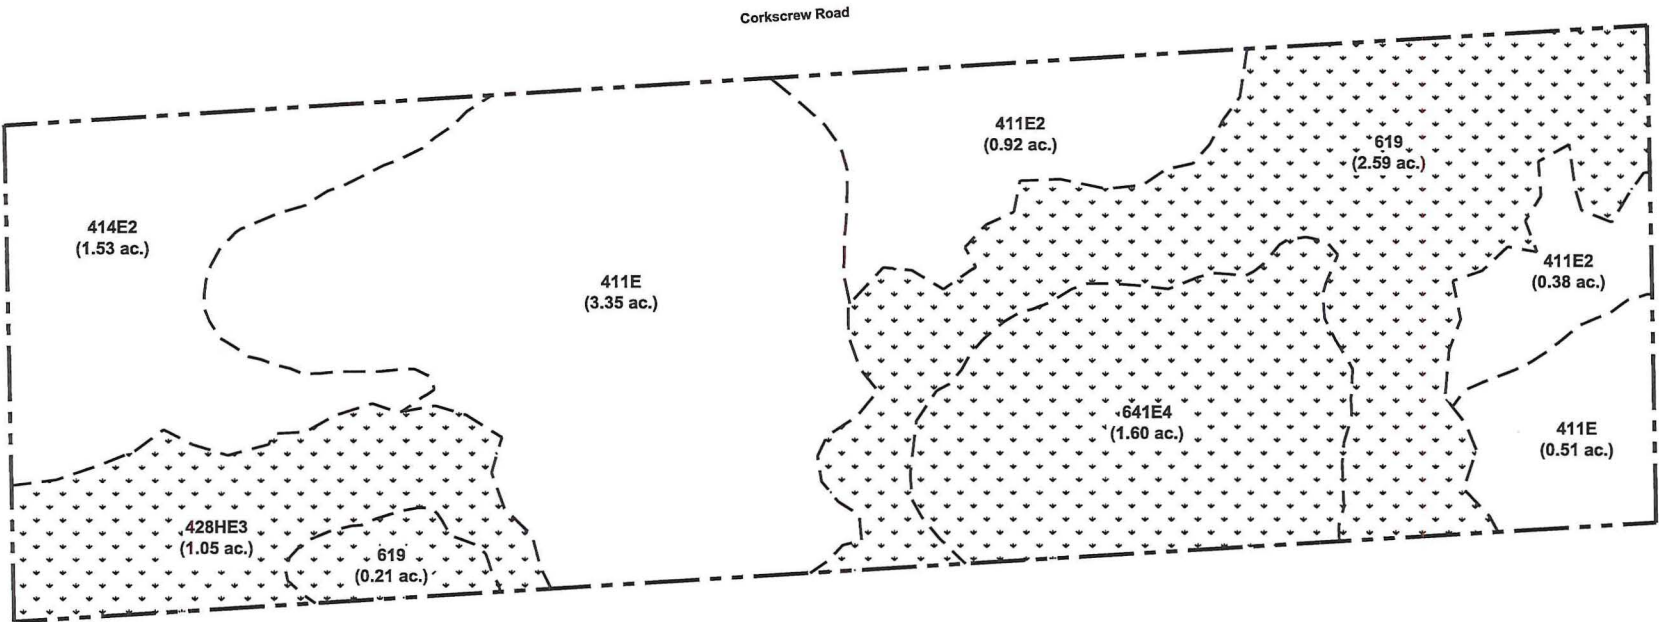 Corkscrew Road
411E2
(0.92 ac.)
619
(2.59 ac.)
414E2
(1.53 ac.)
411E
(3.35 ac.)
411E2
(0.38 ac.)
641E4
(1.60 ac.)
411E
(0.51 ac.)
428HE3
(1.05 ac.)
619
(0.21 ac.)